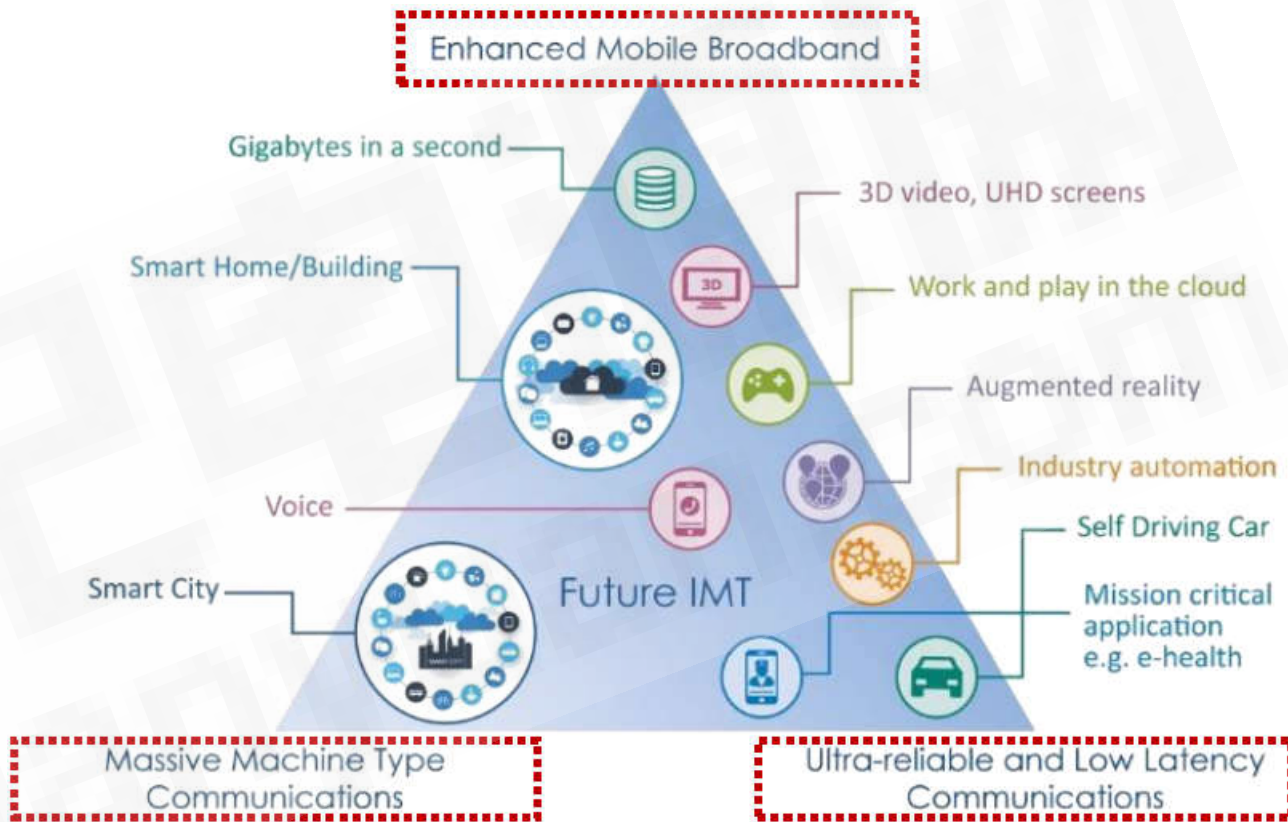 Enhanced Mobile Broadband
Gigabytes in a second
3D video, UHD screens
Smart Home/Building
3D
Work and play in the cloud
Augmented reality
Industry automation
Voice
Self Driving Car
Smart City
Future IMT
Mission critical
application
e.g. e-health
Massive Machine Type
Communications
Ultra-reliable and Low Latency
Communications